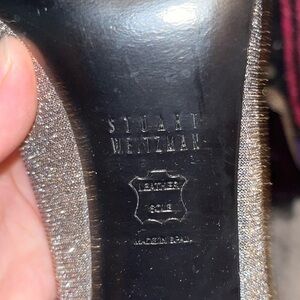 STUART
WEITZMAN
LEATHER
SOLE
MADE IN SPAIN